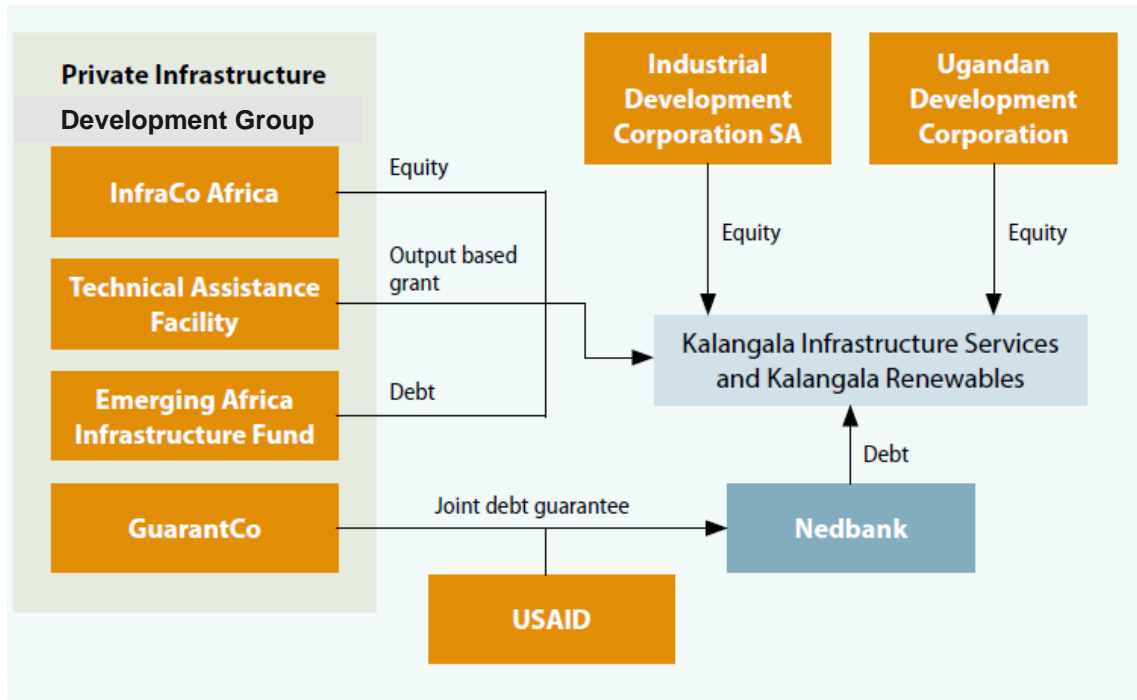 Private Infrastructure
Development Group
InfraCo Africa
Technical Assistance
Facility
Emerging Africa
Infrastructure Fund
GuarantCo
Equity
Output based
grant
Debt
Joint debt guarantee
USAID
Industrial
Development
Corporation SA
Ugandan
Development
Corporation
Equity
Equity
Kalangala Infrastructure Services
and Kalangala Renewables
Debt
Nedbank